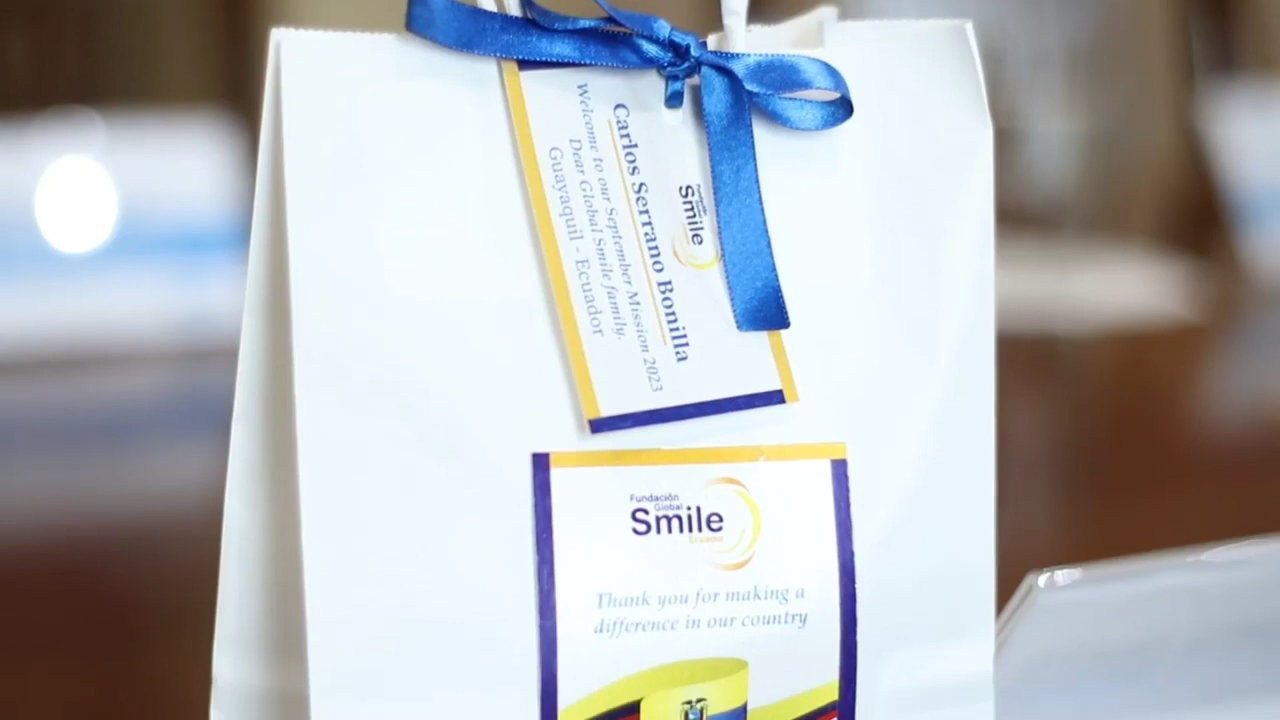 Fundación
Global
Smile
Carlos Serrano Bonilla
Welcome to our September Mission 2023
Dear Global Smile family.
Guayaquil - Ecuador
Fundación
Global
Smile
Ecuador
Thank you for making a
difference in our country